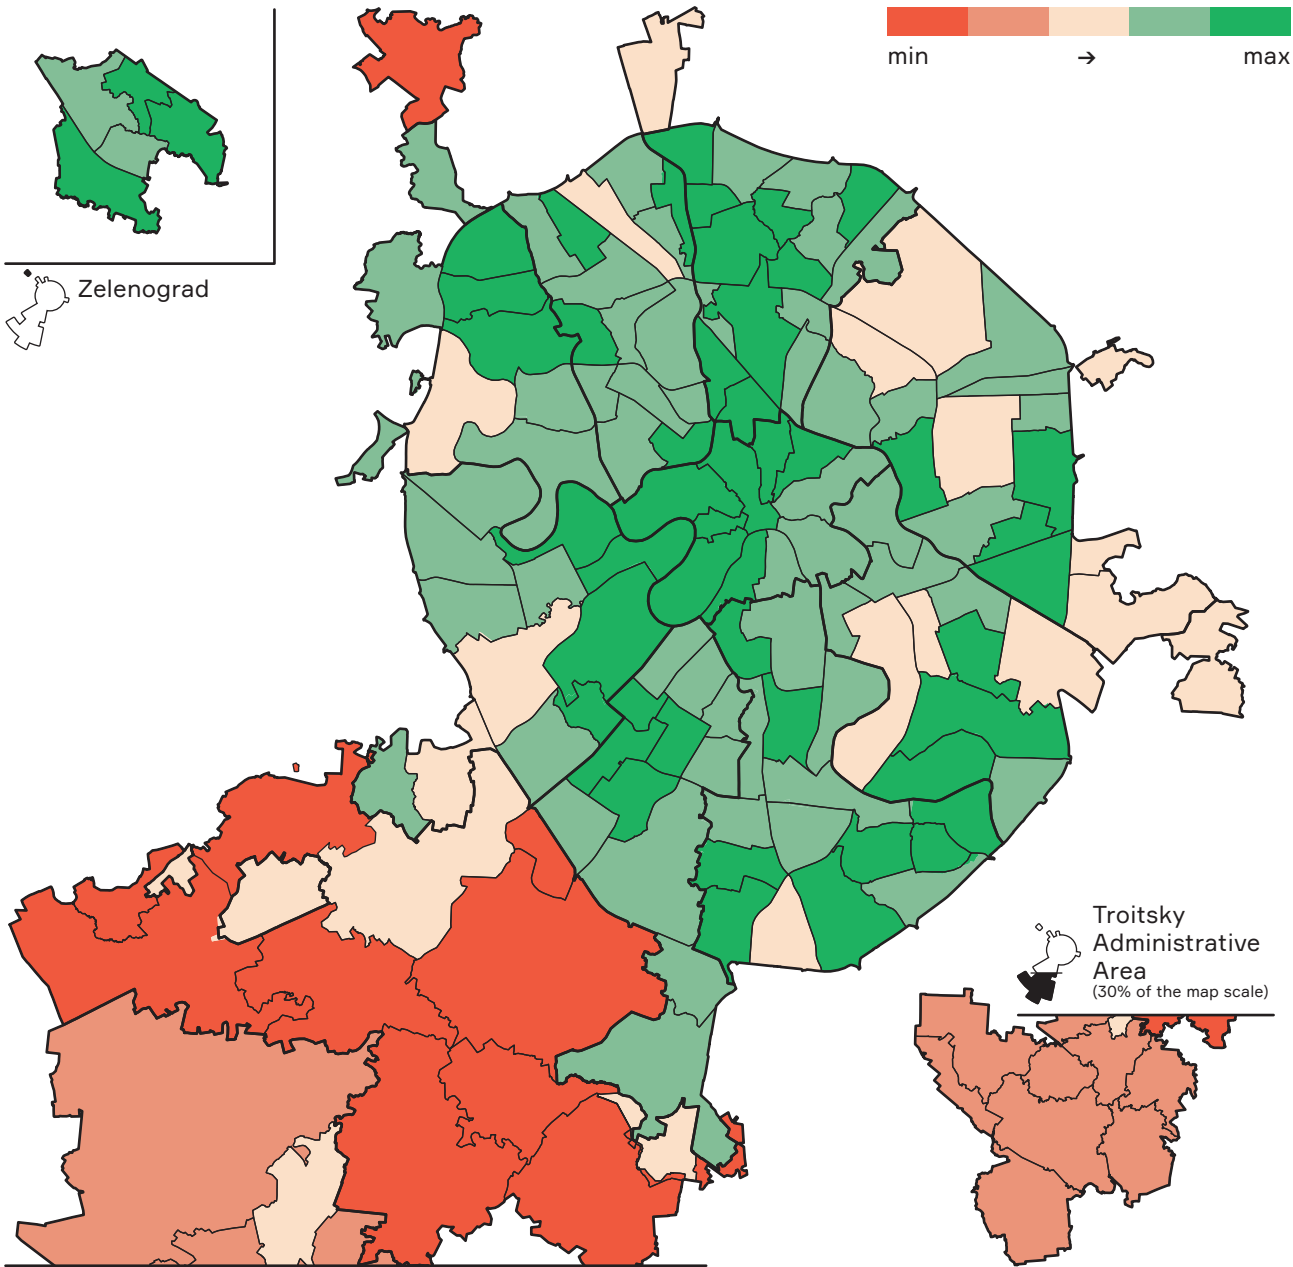 min → max
Zelenograd
Troitsky
Administrative
Area
(30% of the map scale)